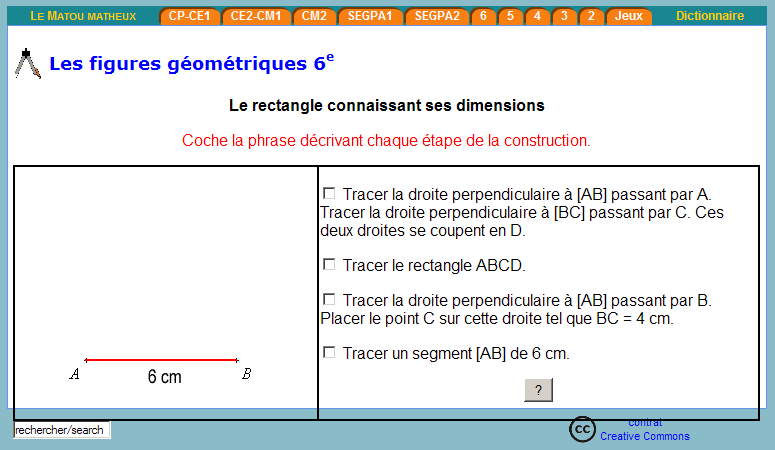 LE MATOU MATHEUX CP-CE1 CE2-CM1 CM2 SEGPA1 SEGPA2 6 5 4 3 2 Jeux Dictionnaire
Les figures géométriques 6e
Le rectangle connaissant ses dimensions
Coche la phrase décrivant chaque étape de la construction.
Tracer la droite perpendiculaire à [AB] passant par A.
Tracer la droite perpendiculaire à [BC] passant par C. Ces
deux droites se coupent en D.
Tracer le rectangle ABCD.
Tracer la droite perpendiculaire à [AB] passant par B.
Placer le point C sur cette droite tel que BC = 4 cm.
Tracer un segment [AB] de 6 cm.
A 6 cm B
?
rechercher/search
cc contrat
Creative Commons